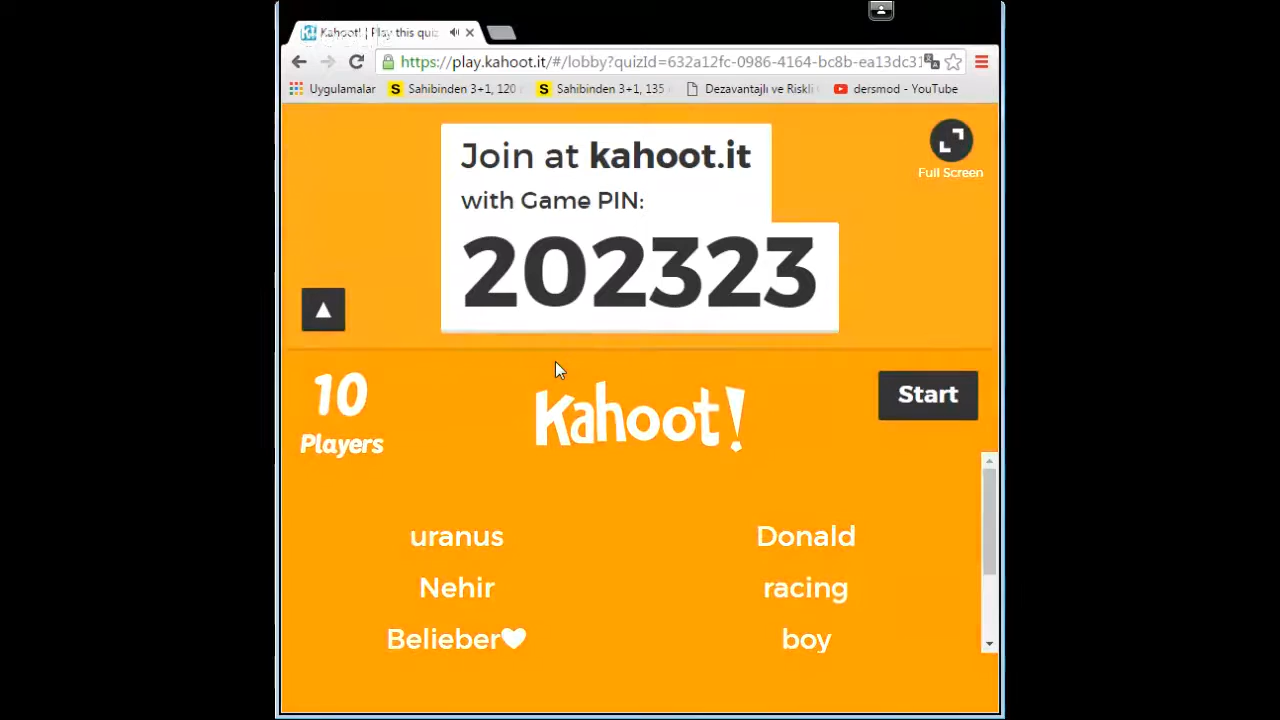 Kahoot! | Play this quiz
https://play.kahoot.it/#/lobby?quizId=632a12fc-0986-4164-bc8b-ea13dc31
Uygulamalar
S Sahibinden 3+1, 120
S Sahibinden 3+1, 135
Dezavantajlı ve Riskli
dersmod - YouTube
Join at kahoot.it
with Game PIN:
202323
Full Screen
10
Players
Kahoot!
Start
uranus
Donald
Nehir
racing
Belieber♥
boy